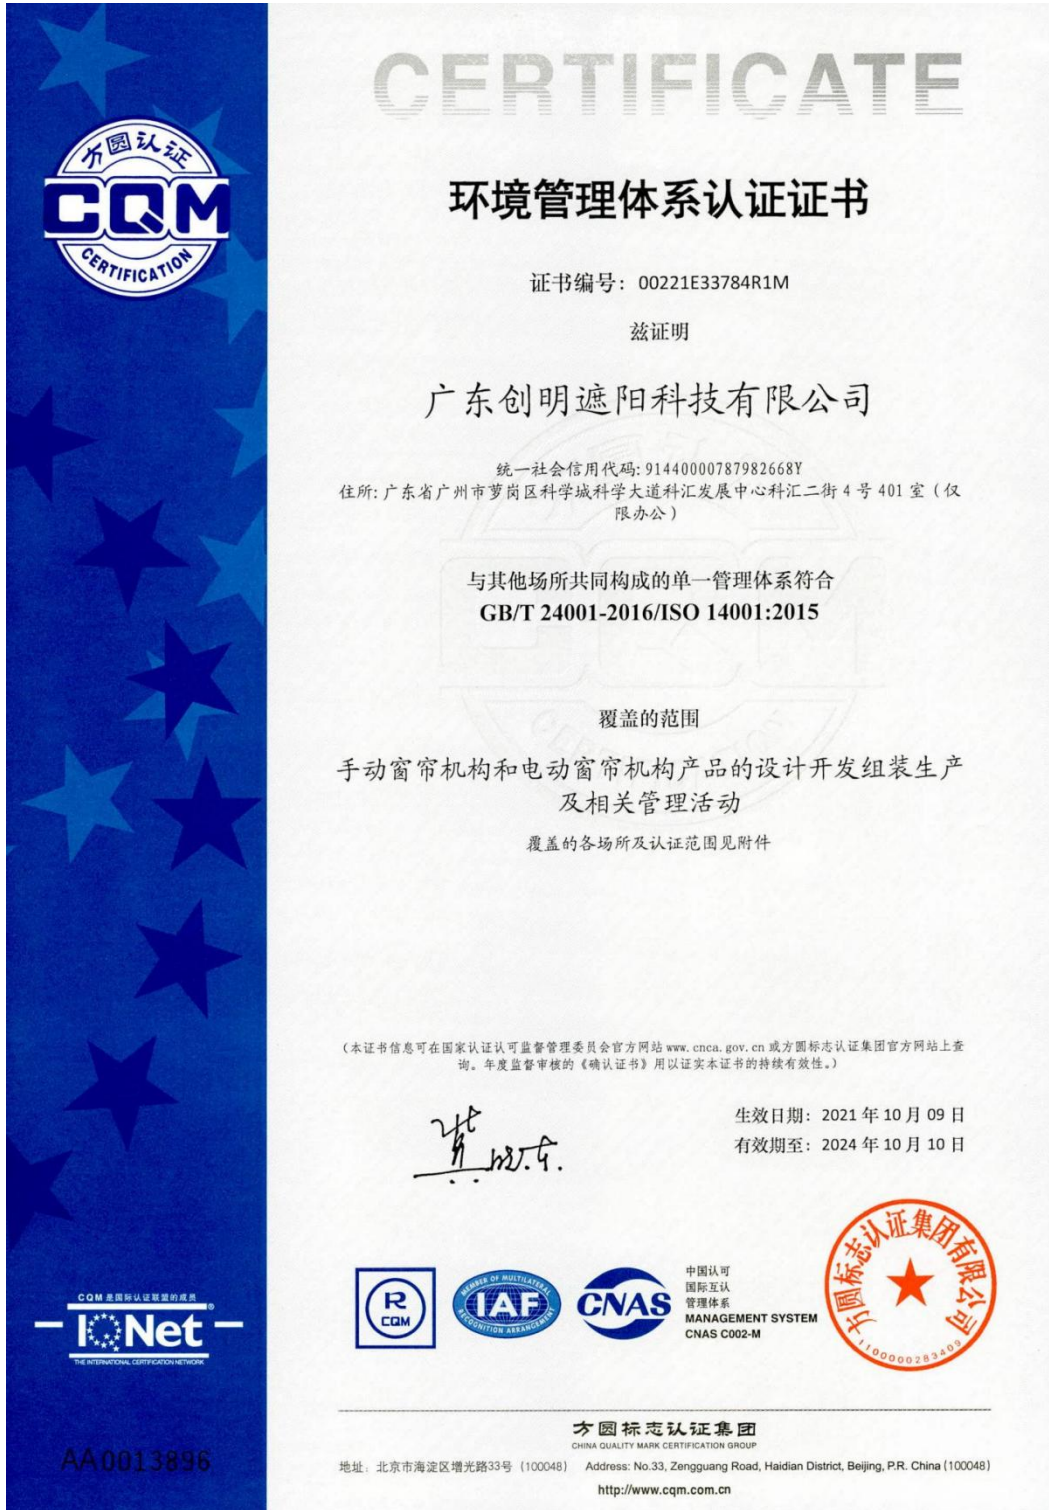 CERTIFICATE
方圆认证
CQM
CERTIFICATION
环境管理体系认证证书
证书编号：00221E33784R1M
兹证明
广东创明遮阳科技有限公司
统一社会信用代码:91440000787982668Y
住所:广东省广州市萝岗区科学城科学大道科汇发展中心科汇二街4号401室（仅
限办公）
与其他场所共同构成的单一管理体系符合
GB/T 24001-2016/ISO 14001:2015
覆盖的范围
手动窗帘机构和电动窗帘机构产品的设计开发组装生产
及相关管理活动
覆盖的各场所及认证范围见附件
（本证书信息可在国家认证认可监督管理委员会官方网站www.cnca.gov.cn或方圆标志认证集团官方网站上查
询。年度监督审核的《确认证书》用以证实本证书的持续有效性。）
生效日期：2021年10月09日
有效期至：2024年10月10日
CQM 是国际认证联盟的成员
IQNet
®
THE INTERNATIONAL CERTIFICATION NETWORK
R
CQM
MEMBER OF MULTILATERAL
IAF
RECOGNITION ARRANGEMENT
CNAS
中国认可
国际互认
管理体系
MANAGEMENT SYSTEM
CNAS C002-M
方圆标志认证集团有限公司
1100000283409
AA0013896
方圆标志认证集团
CHINA QUALITY MARK CERTIFICATION GROUP
地址：北京市海淀区增光路33号（100048） Address: No.33, Zengguang Road, Haidian District, Beijing, P.R. China (100048)
http://www.cqm.com.cn